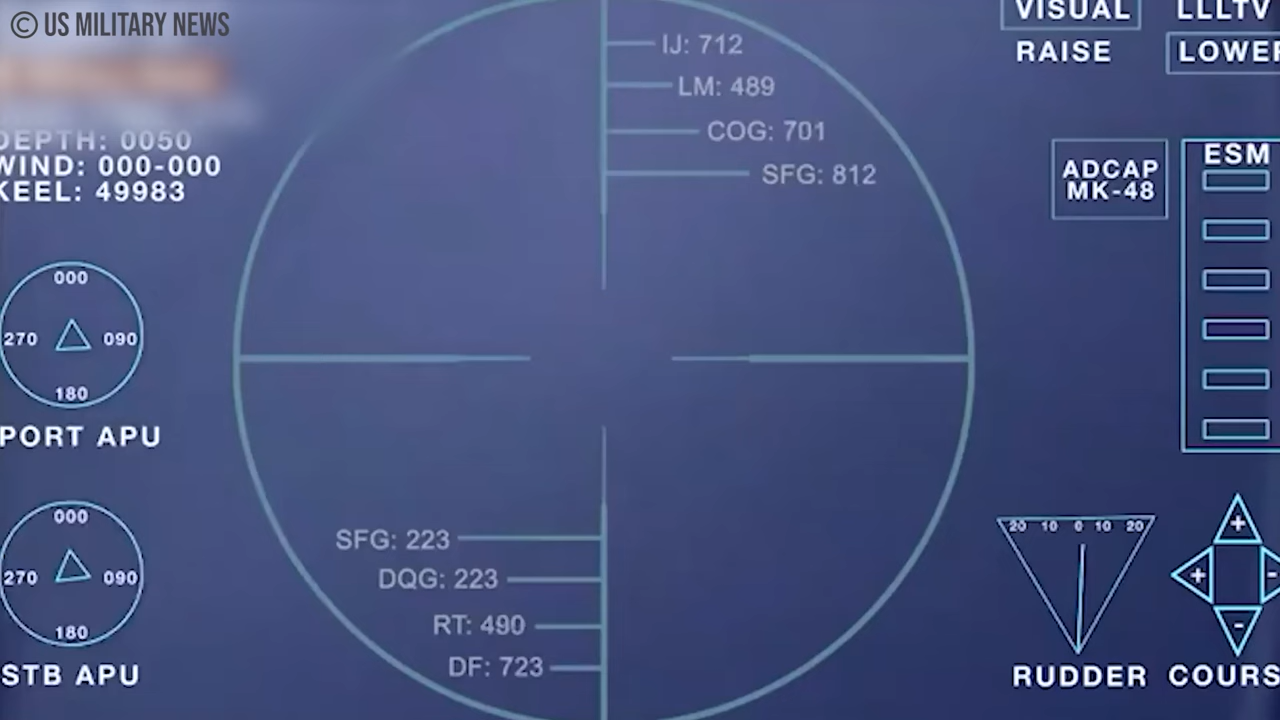 © US MILITARY NEWS
VISUAL
LLLTV
RAISE
LOWER
IJ: 712
LM: 489
COG: 701
SFG: 812
DEPTH: 0050
WIND: 000-000
KEEL: 49983
ADCAP
MK-48
ESM
000
270
090
180
PORT APU
000
270
090
180
STB APU
SFG: 223
DQG: 223
RT: 490
DF: 723
20 10 0 10 20
RUDDER
+
+ -
-
COURS